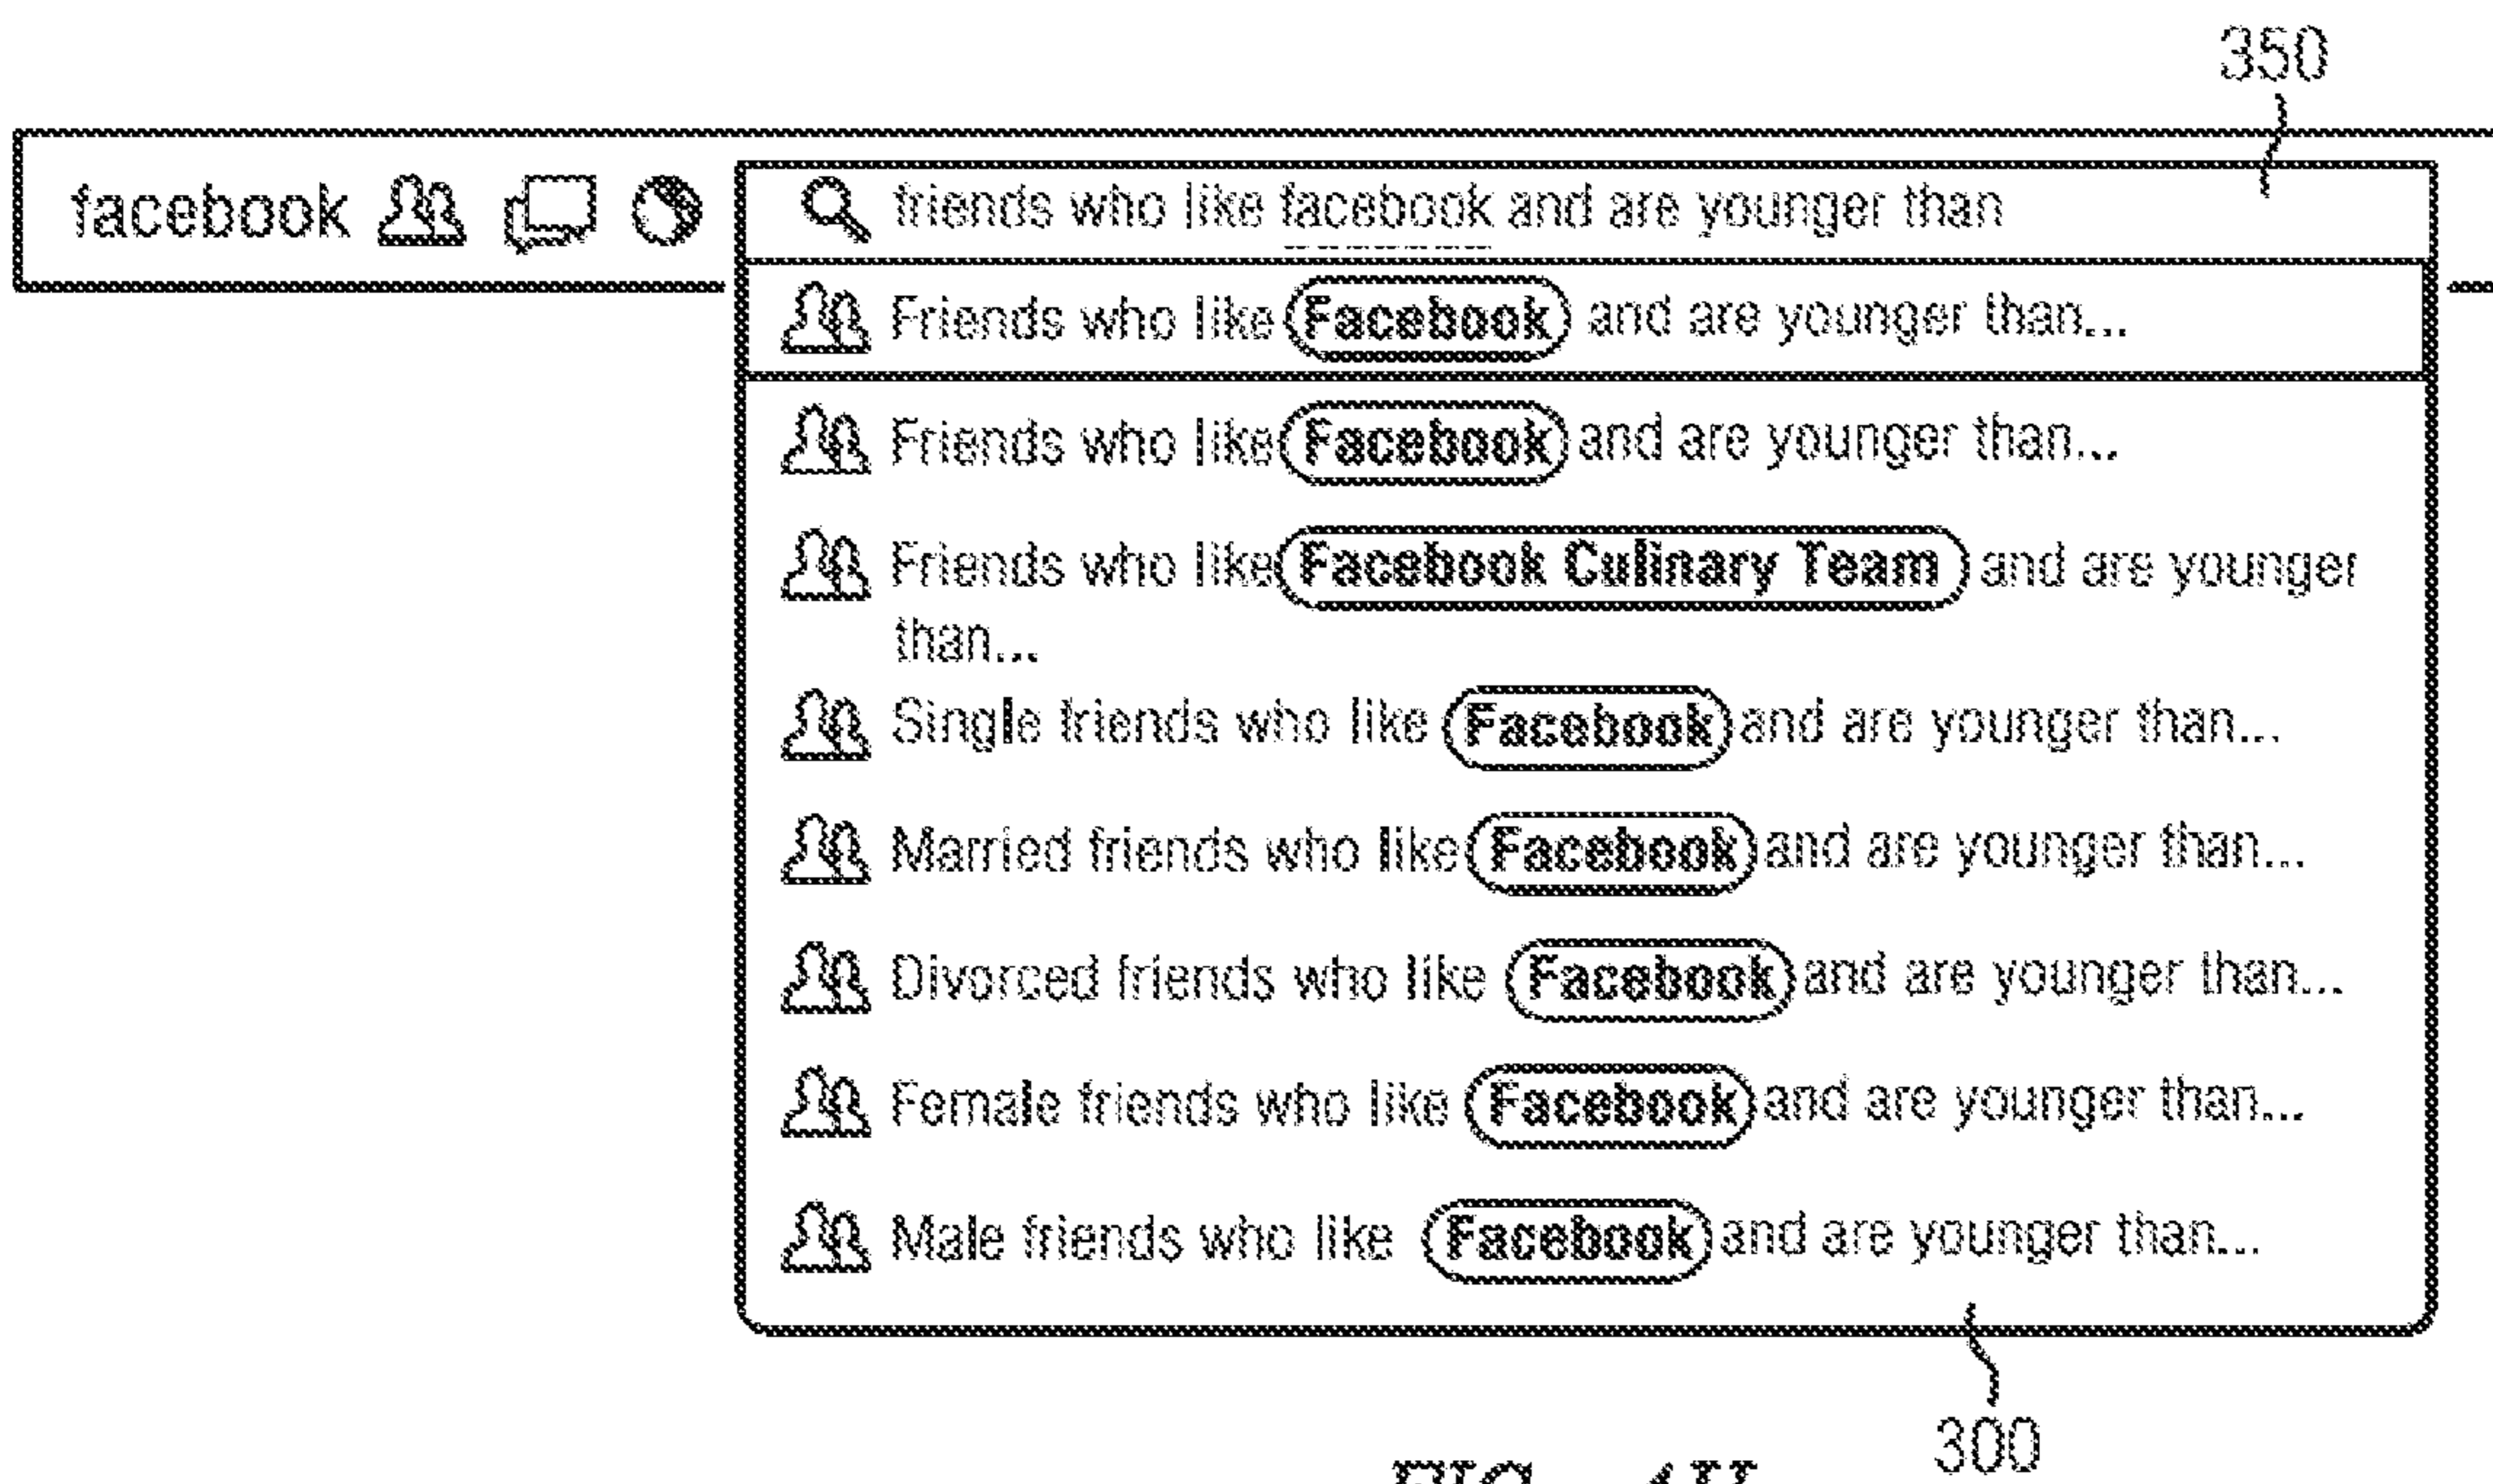 350
facebook
friends who like facebook and are younger than
Friends who like Facebook and are younger than...
Friends who like Facebook and are younger than...
Friends who like Facebook Culinary Team and are younger
than...
Single friends who like Facebook and are younger than...
Married friends who like Facebook and are younger than...
Divorced friends who like Facebook and are younger than...
Female friends who like Facebook and are younger than...
Male friends who like Facebook and are younger than...
300
FIG.